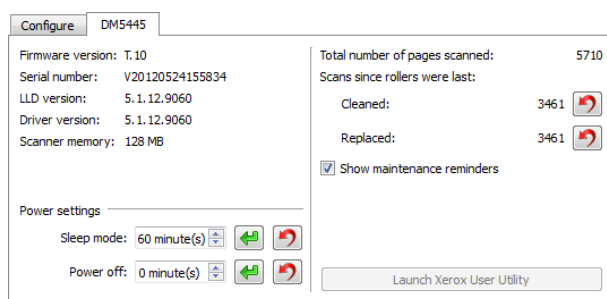 Configure DM5445
Firmware version: T.10
Serial number: V20120524155834
LLD version: 5.1.12.9060
Driver version: 5.1.12.9060
Scanner memory: 128 MB
Power settings
Sleep mode: 60 minute(s)
Power off: 0 minute(s)
Total number of pages scanned: 5710
Scans since rollers were last:
Cleaned: 3461
Replaced: 3461
Show maintenance reminders
Launch Xerox User Utility